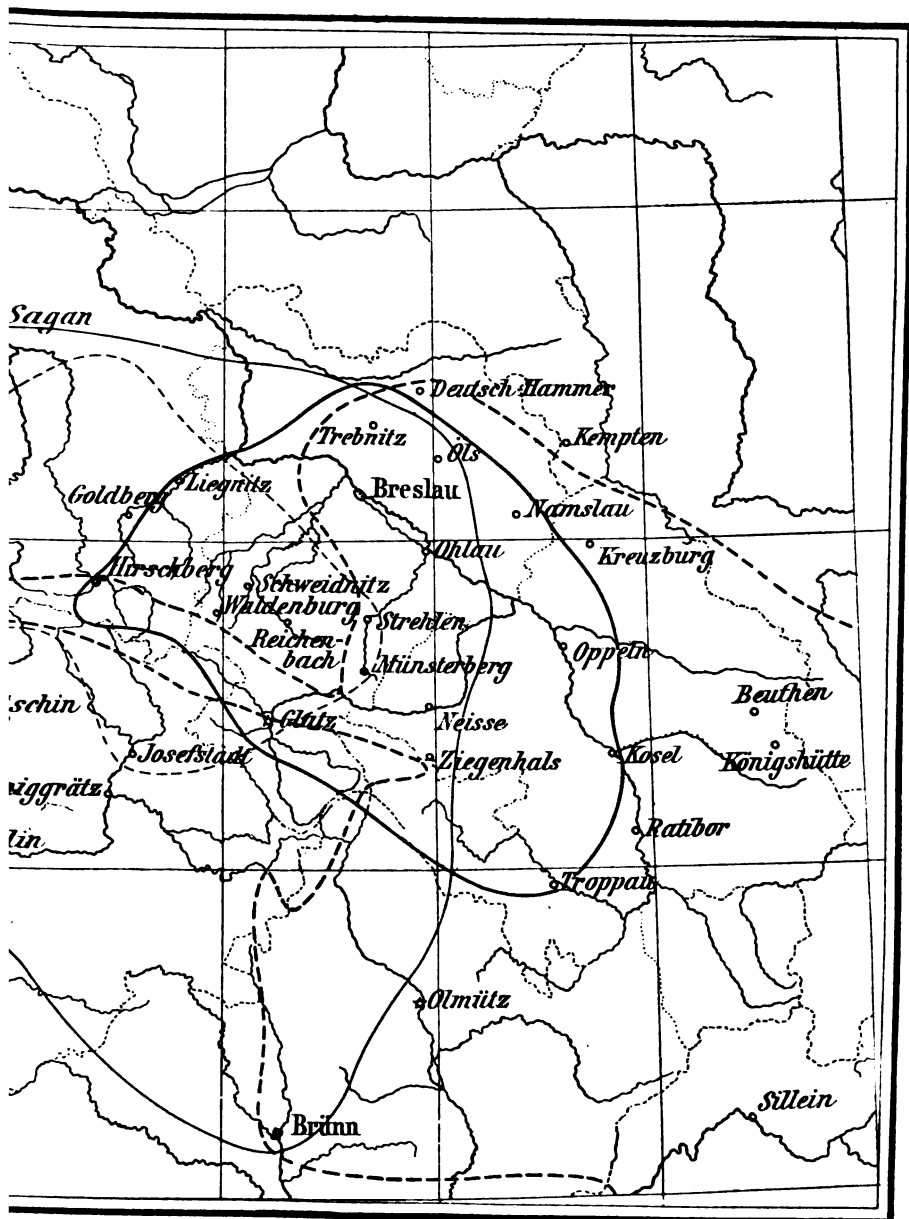 Sagan
Deutsch-Hammer
Trebnitz
Kempten
Öls
Liegnitz
Breslau
Goldberg
Namslau
Ohlau
Kreuzburg
Hirschberg
Schweidnitz
Waldenburg
Strehlen
Reichen-
bach
Oppeln
Münsterberg
Beuthen
schin
Glatz
Neisse
Josefstadt
Ziegenhals
Kosel
Königshütte
iggrätz
Ratibor
lin
Troppau
Olmütz
Sillein
Brünn